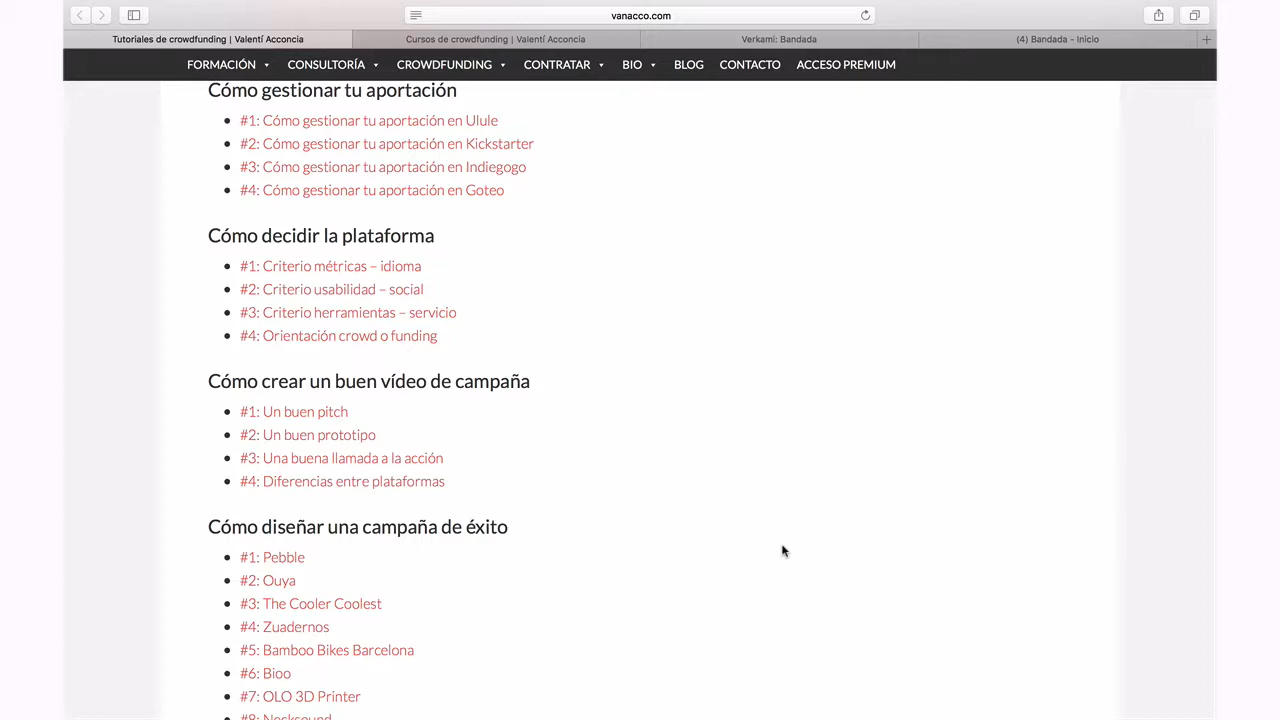 vanacco.com
Tutoriales de crowdfunding | Valentí Acconcia
Cursos de crowdfunding | Valentí Acconcia
Verkami: Bandada
(4) Bandada - Inicio
FORMACIÓN CONSULTORÍA CROWDFUNDING CONTRATAR BIO BLOG CONTACTO ACCESO PREMIUM
Cómo gestionar tu aportación
#1: Cómo gestionar tu aportación en Ulule
#2: Cómo gestionar tu aportación en Kickstarter
#3: Cómo gestionar tu aportación en Indiegogo
#4: Cómo gestionar tu aportación en Goteo
Cómo decidir la plataforma
#1: Criterio métricas – idioma
#2: Criterio usabilidad – social
#3: Criterio herramientas – servicio
#4: Orientación crowd o funding
Cómo crear un buen vídeo de campaña
#1: Un buen pitch
#2: Un buen prototipo
#3: Una buena llamada a la acción
#4: Diferencias entre plataformas
Cómo diseñar una campaña de éxito
#1: Pebble
#2: Ouya
#3: The Cooler Coolest
#4: Zuadernos
#5: Bamboo Bikes Barcelona
#6: Bioo
#7: OLO 3D Printer
#8: Necksound